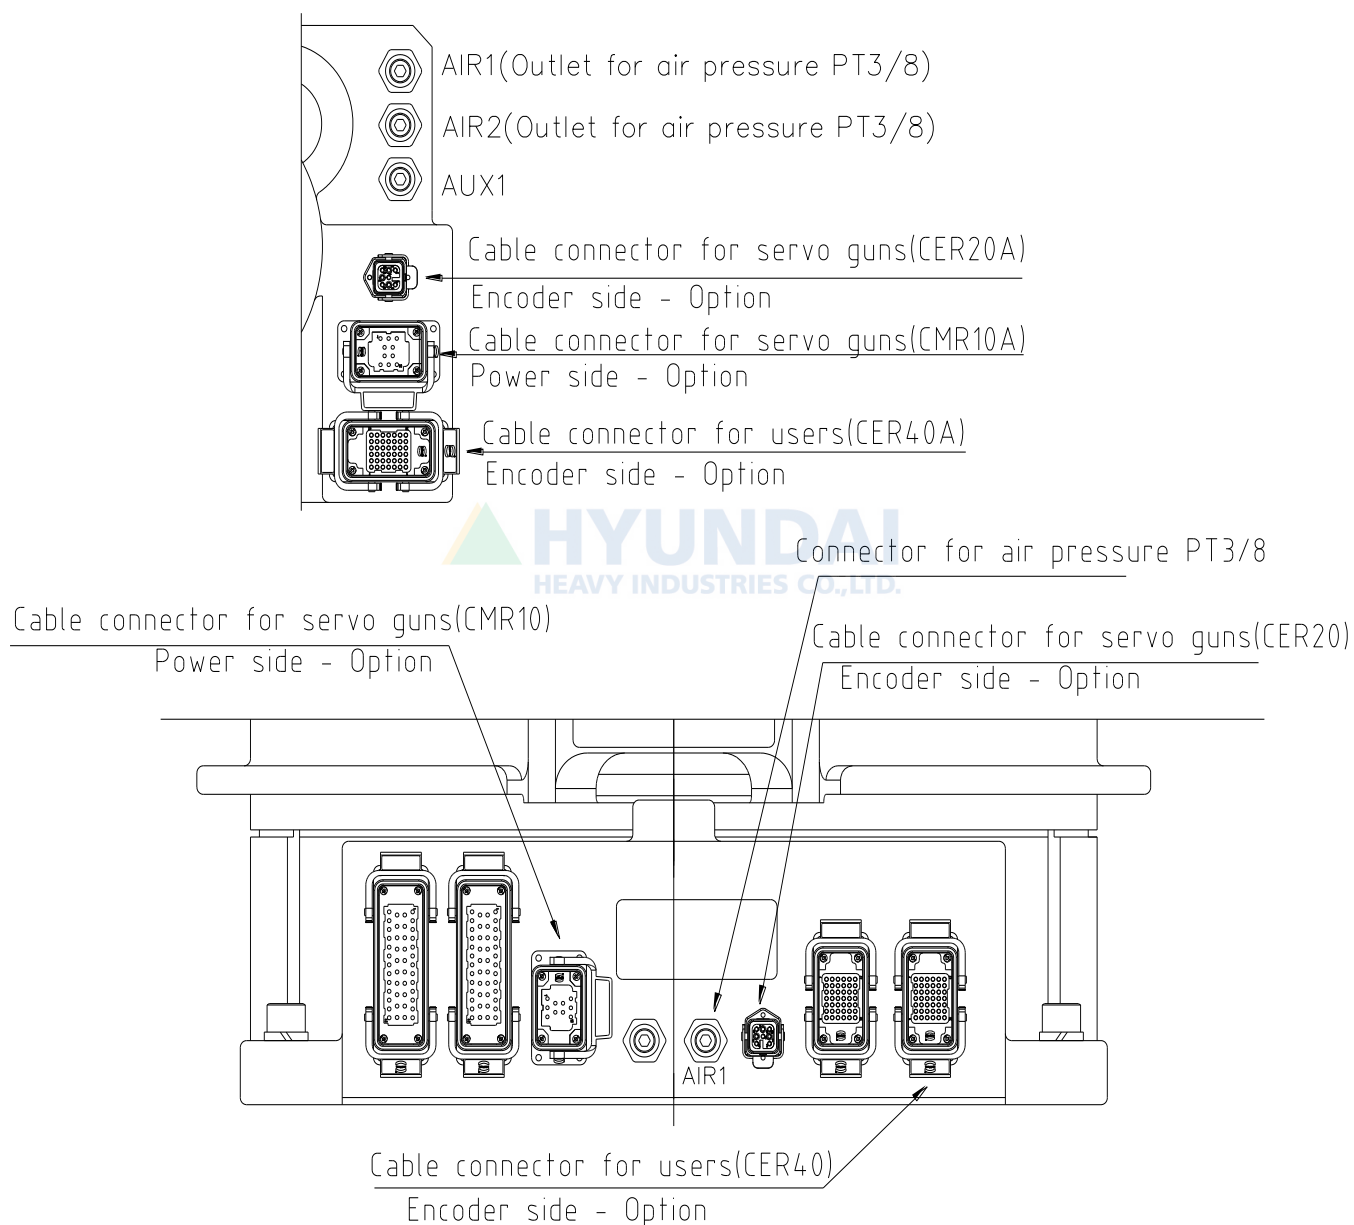 AIR1(Outlet for air pressure PT3/8)
AIR2(Outlet for air pressure PT3/8)
AUX1
Cable connector for servo guns(CER20A)
Encoder side - Option
Cable connector for servo guns(CMR10A)
Power side - Option
Cable connector for users(CER40A)
Encoder side - Option
HYUNDAI
HEAVY INDUSTRIES CO.,LTD.
Connector for air pressure PT3/8
Cable connector for servo guns(CMR10)
Power side - Option
Cable connector for servo guns(CER20)
Encoder side - Option
AIR1
Cable connector for users(CER40)
Encoder side - Option